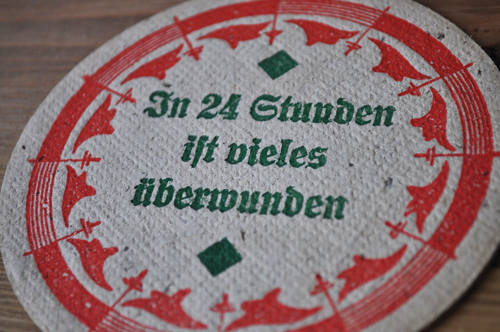 In 24 Stunden
ist vieles
überwunden